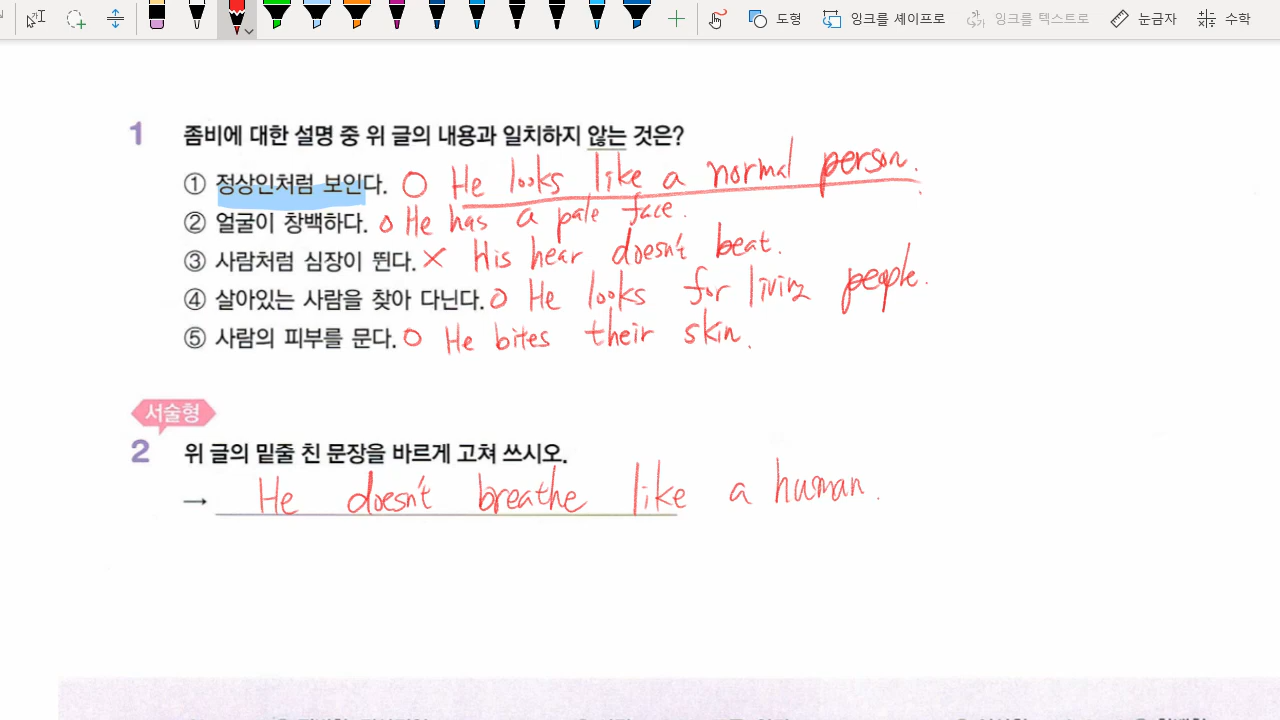 도형 잉크를 셰이프로 잉크를 텍스트로 눈금자 수학
1 좀비에 대한 설명 중 위 글의 내용과 일치하지 않는 것은?
① 정상인처럼 보인다. O He looks like a normal person.
② 얼굴이 창백하다. O He has a pale face.
③ 사람처럼 심장이 뛴다. X His hear doesn't beat.
④ 살아있는 사람을 찾아 다닌다. O He looks for living people.
⑤ 사람의 피부를 문다. O He bites their skin.
서술형
2 위 글의 밑줄 친 문장을 바르게 고쳐 쓰시오.
→ He doesn't breathe like a human.